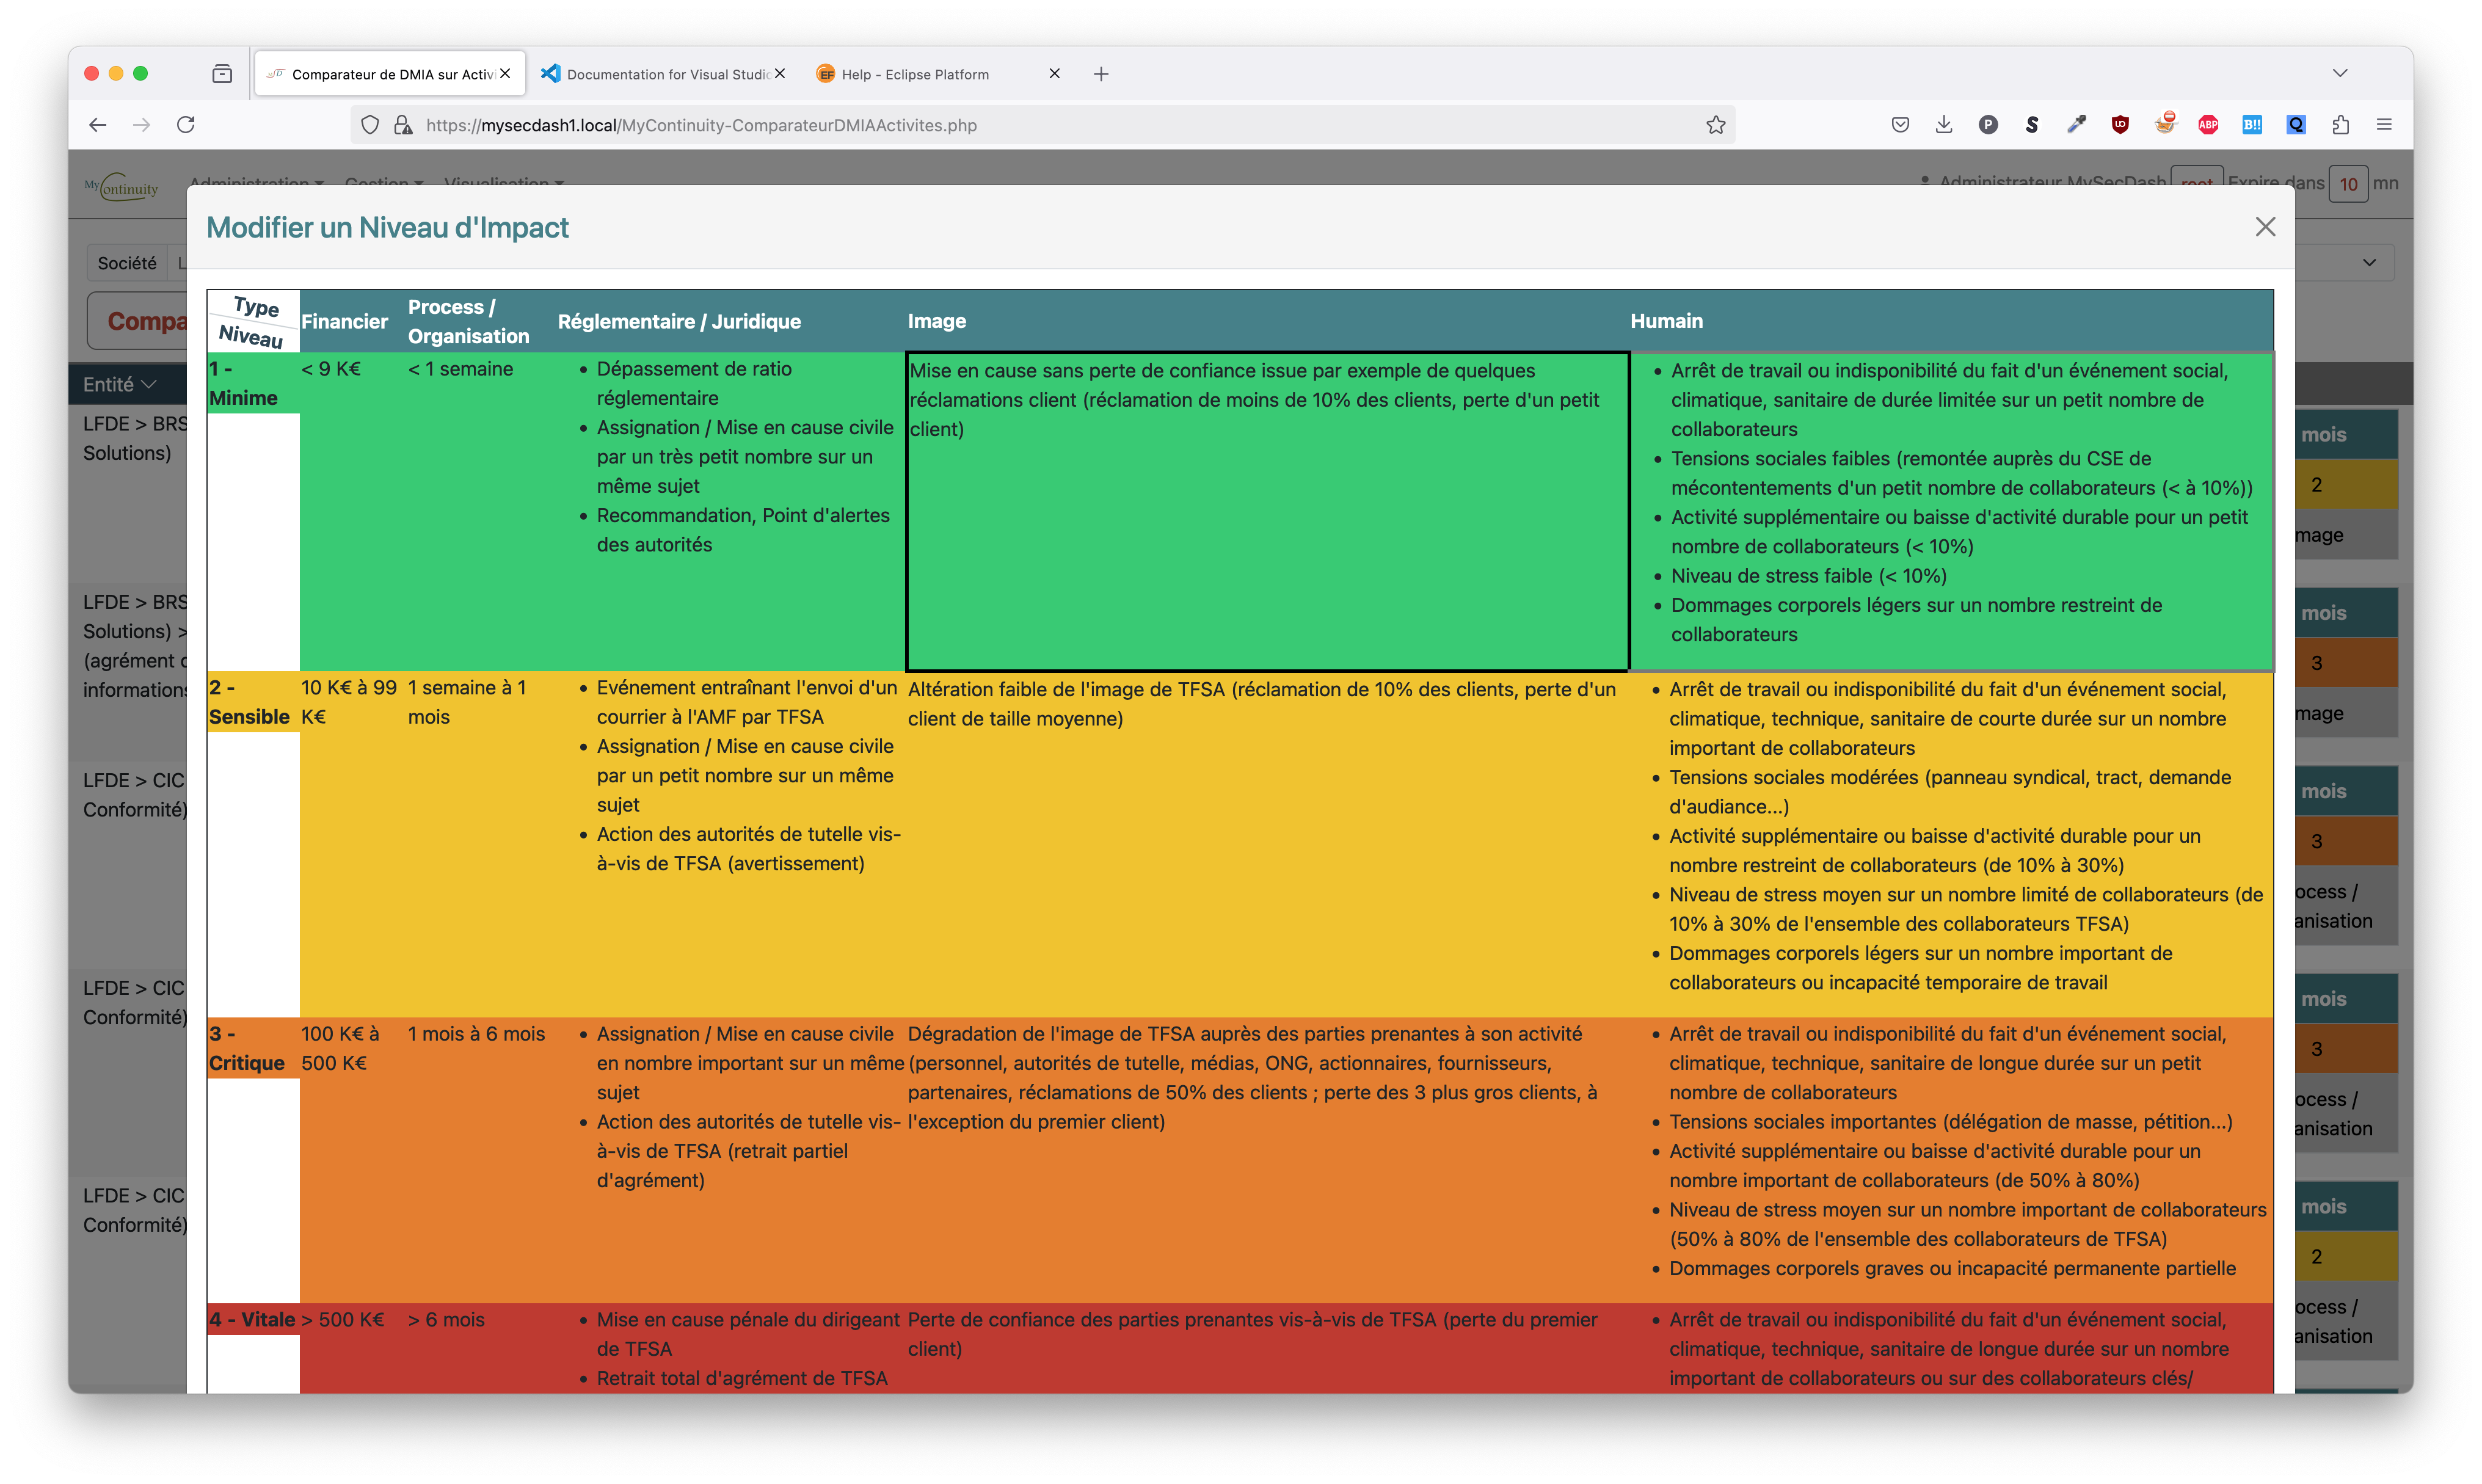 Comparateur de DMIA sur Activi
Documentation for Visual Studio
Help - Eclipse Platform
https://mysecdash1.local/MyContinuity-ComparateurDMIAActivites.php
My Continuity
Administration
Gestion
Visualisation
Administrateur MySecDash
root
Expire dans
10
mn
Modifier un Niveau d'Impact
Société
L
Compa
Entité
LFDE > BRS
Solutions)
LFDE > BRS
Solutions) >
(agrément d
informations
LFDE > CIC
Conformité)
LFDE > CIC
Conformité)
LFDE > CIC
Conformité)
Type
Niveau
Financier
Process /
Organisation
Réglementaire / Juridique
Image
Humain
1 -
Minime
< 9 K€
< 1 semaine
• Dépassement de ratio
réglementaire
• Assignation / Mise en cause civile
par un très petit nombre sur un
même sujet
• Recommandation, Point d'alertes
des autorités
Mise en cause sans perte de confiance issue par exemple de quelques
réclamations client (réclamation de moins de 10% des clients, perte d'un petit
client)
• Arrêt de travail ou indisponibilité du fait d'un événement social,
climatique, sanitaire de durée limitée sur un petit nombre de
collaborateurs
• Tensions sociales faibles (remontée auprès du CSE de
mécontentements d'un petit nombre de collaborateurs (< à 10%))
• Activité supplémentaire ou baisse d'activité durable pour un petit
nombre de collaborateurs (< 10%)
• Niveau de stress faible (< 10%)
• Dommages corporels légers sur un nombre restreint de
collaborateurs
2 -
Sensible
10 K€ à 99
K€
1 semaine à 1
mois
• Evénement entraînant l'envoi d'un
courrier à l'AMF par TFSA
• Assignation / Mise en cause civile
par un petit nombre sur un même
sujet
• Action des autorités de tutelle vis-
à-vis de TFSA (avertissement)
Altération faible de l'image de TFSA (réclamation de 10% des clients, perte d'un
client de taille moyenne)
• Arrêt de travail ou indisponibilité du fait d'un événement social,
climatique, technique, sanitaire de courte durée sur un nombre
important de collaborateurs
• Tensions sociales modérées (panneau syndical, tract, demande
d'audiance...)
• Activité supplémentaire ou baisse d'activité durable pour un
nombre restreint de collaborateurs (de 10% à 30%)
• Niveau de stress moyen sur un nombre limité de collaborateurs (de
10% à 30% de l'ensemble des collaborateurs TFSA)
• Dommages corporels légers sur un nombre important de
collaborateurs ou incapacité temporaire de travail
3 -
Critique
100 K€ à
500 K€
1 mois à 6 mois
• Assignation / Mise en cause civile
en nombre important sur un même
sujet
• Action des autorités de tutelle vis-
à-vis de TFSA (retrait partiel
d'agrément)
Dégradation de l'image de TFSA auprès des parties prenantes à son activité
(personnel, autorités de tutelle, médias, ONG, actionnaires, fournisseurs,
partenaires, réclamations de 50% des clients ; perte des 3 plus gros clients, à
l'exception du premier client)
• Arrêt de travail ou indisponibilité du fait d'un événement social,
climatique, technique, sanitaire de longue durée sur un petit
nombre de collaborateurs
• Tensions sociales importantes (délégation de masse, pétition...)
• Activité supplémentaire ou baisse d'activité durable pour un
nombre important de collaborateurs (de 50% à 80%)
• Niveau de stress moyen sur un nombre important de collaborateurs
(50% à 80% de l'ensemble des collaborateurs de TFSA)
• Dommages corporels graves ou incapacité permanente partielle
4 - Vitale
> 500 K€
> 6 mois
• Mise en cause pénale du dirigeant
de TFSA
• Retrait total d'agrément de TFSA
Perte de confiance des parties prenantes vis-à-vis de TFSA (perte du premier
client)
• Arrêt de travail ou indisponibilité du fait d'un événement social,
climatique, technique, sanitaire de longue durée sur un nombre
important de collaborateurs ou sur des collaborateurs clés/
mois
2
mage
mois
3
mage
mois
3
ocess /
anisation
mois
3
ocess /
anisation
mois
2
ocess /
anisation